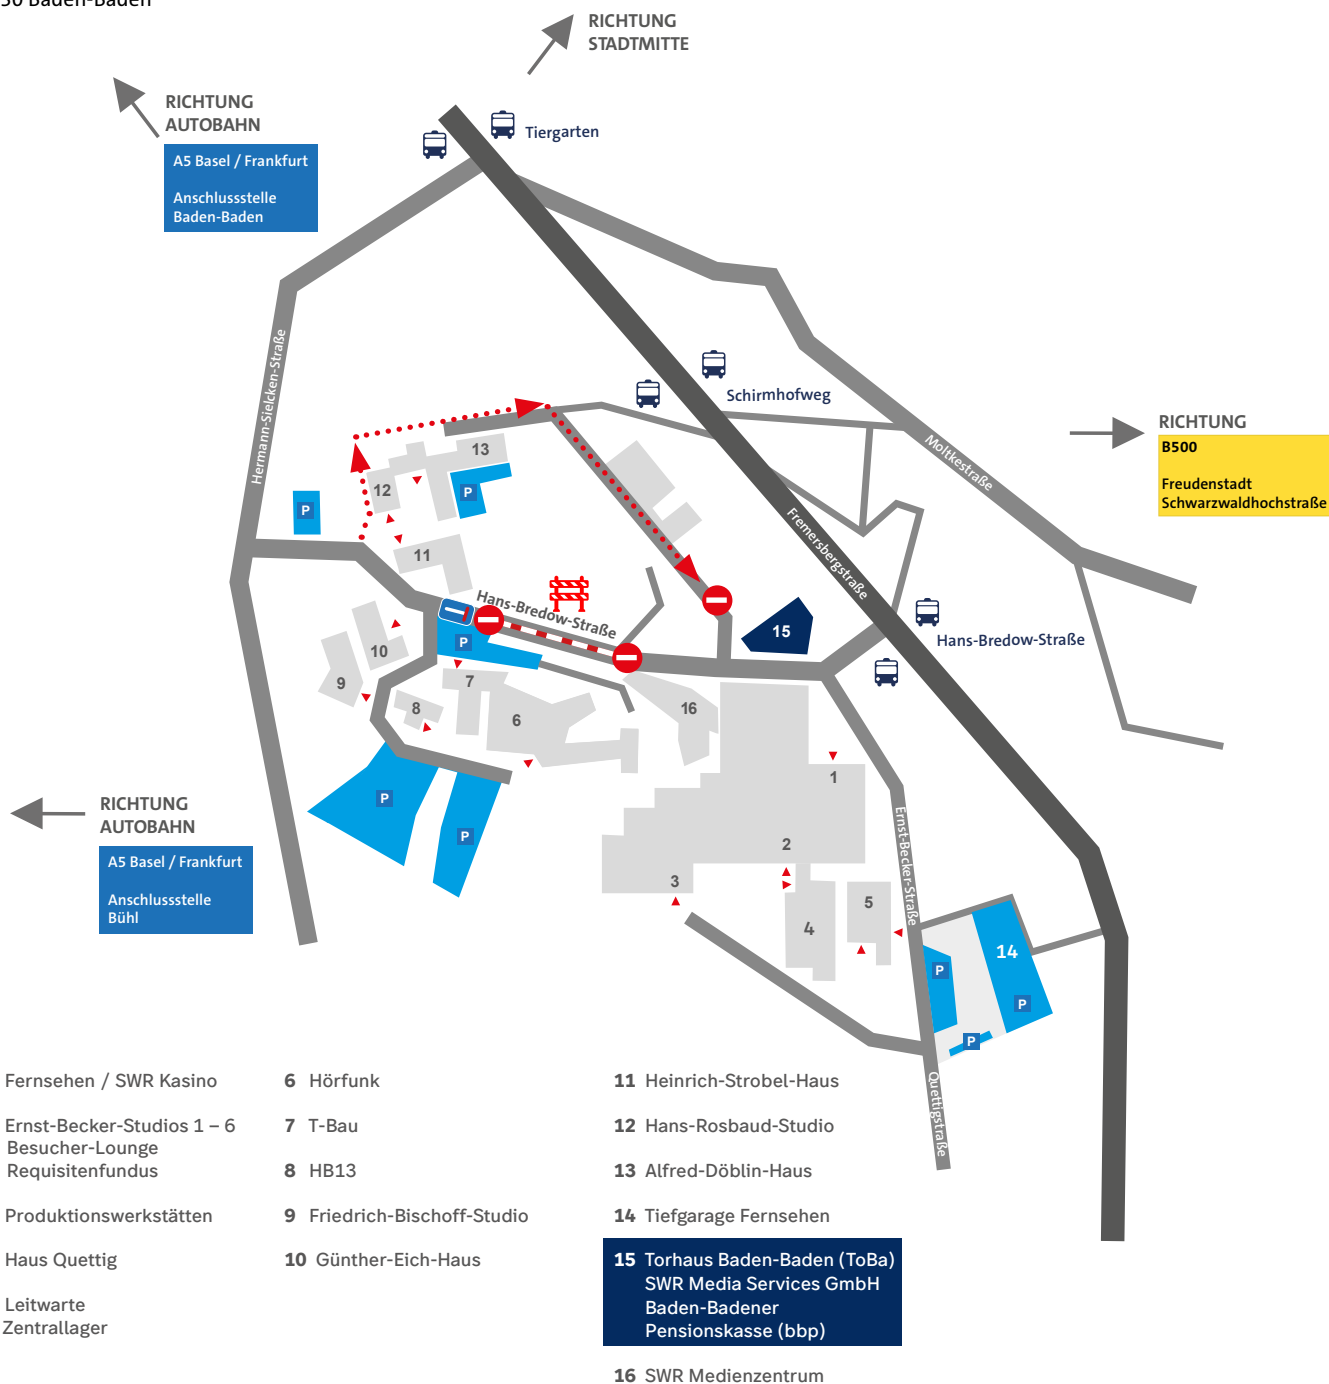 30 Baden-Baden
RICHTUNG
STADTMITTE
RICHTUNG
AUTOBAHN
A5 Basel / Frankfurt
Anschlussstelle
Baden-Baden
Tiergarten
Schirmhofweg
Hermann-Sielcken-Straße
Moltkestraße
RICHTUNG
B500
Freudenstadt
Schwarzwaldhochstraße
Fremersbergstraße
13
12
P
P
11
Hans-Bredow-Straße
15
Hans-Bredow-Straße
P
10
9
7
8
6
16
1
RICHTUNG
AUTOBAHN
A5 Basel / Frankfurt
Anschlussstelle
Bühl
P
P
2
3
4
5
Ernst-Becker-Straße
14
P
P
P
Quettigstraße
Fernsehen / SWR Kasino
Ernst-Becker-Studios 1 – 6
Besucher-Lounge
Requisitenfundus
Produktionswerkstätten
Haus Quettig
Leitwarte
Zentrallager
6 Hörfunk
7 T-Bau
8 HB13
9 Friedrich-Bischoff-Studio
10 Günther-Eich-Haus
11 Heinrich-Strobel-Haus
12 Hans-Rosbaud-Studio
13 Alfred-Döblin-Haus
14 Tiefgarage Fernsehen
15 Torhaus Baden-Baden (ToBa)
SWR Media Services GmbH
Baden-Badener
Pensionskasse (bbp)
16 SWR Medienzentrum